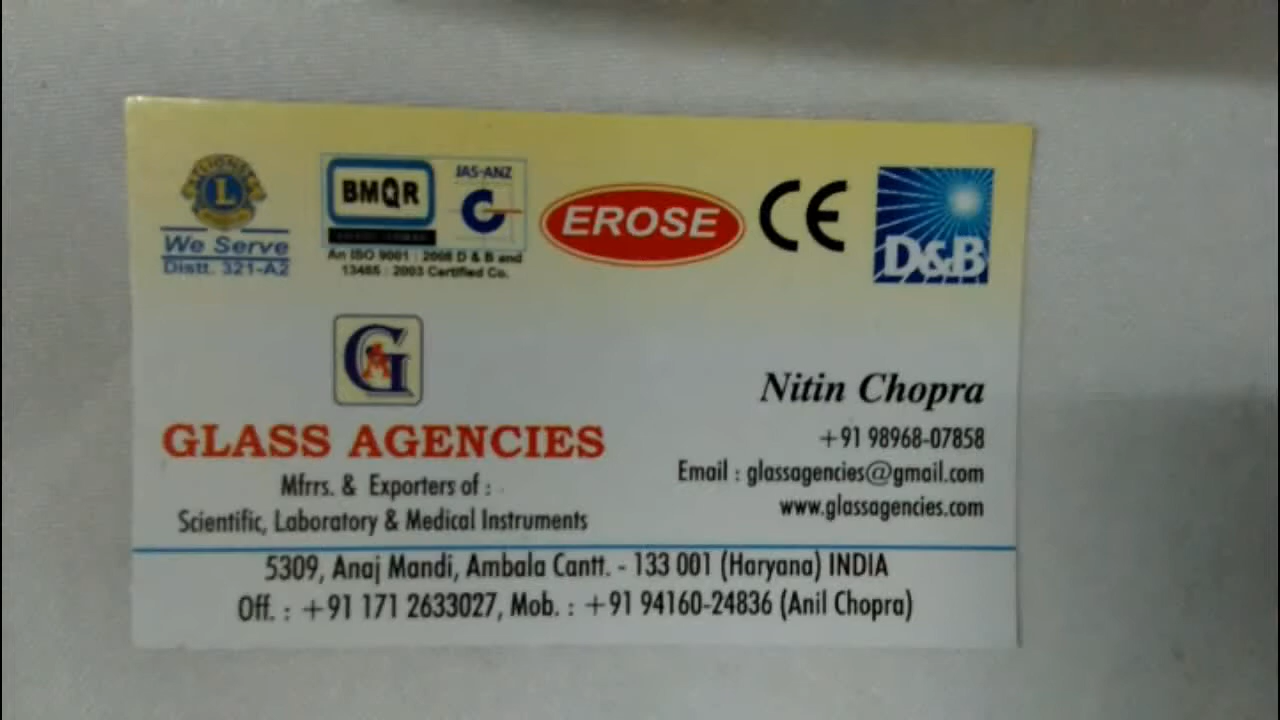 LIONS
L
We Serve
Distt. 321-A2
BMQR
JAS-ANZ
An ISO 9001 : 2008 D & B and
13485 : 2003 Certified Co.
EROSE
CE
D&B
GA
GLASS AGENCIES
Mfrrs. & Exporters of :
Scientific, Laboratory & Medical Instruments
Nitin Chopra
+91 98968-07858
Email : glassagencies@gmail.com
www.glassagencies.com
5309, Anaj Mandi, Ambala Cantt. - 133 001 (Haryana) INDIA
Off. : +91 171 2633027, Mob. : +91 94160-24836 (Anil Chopra)